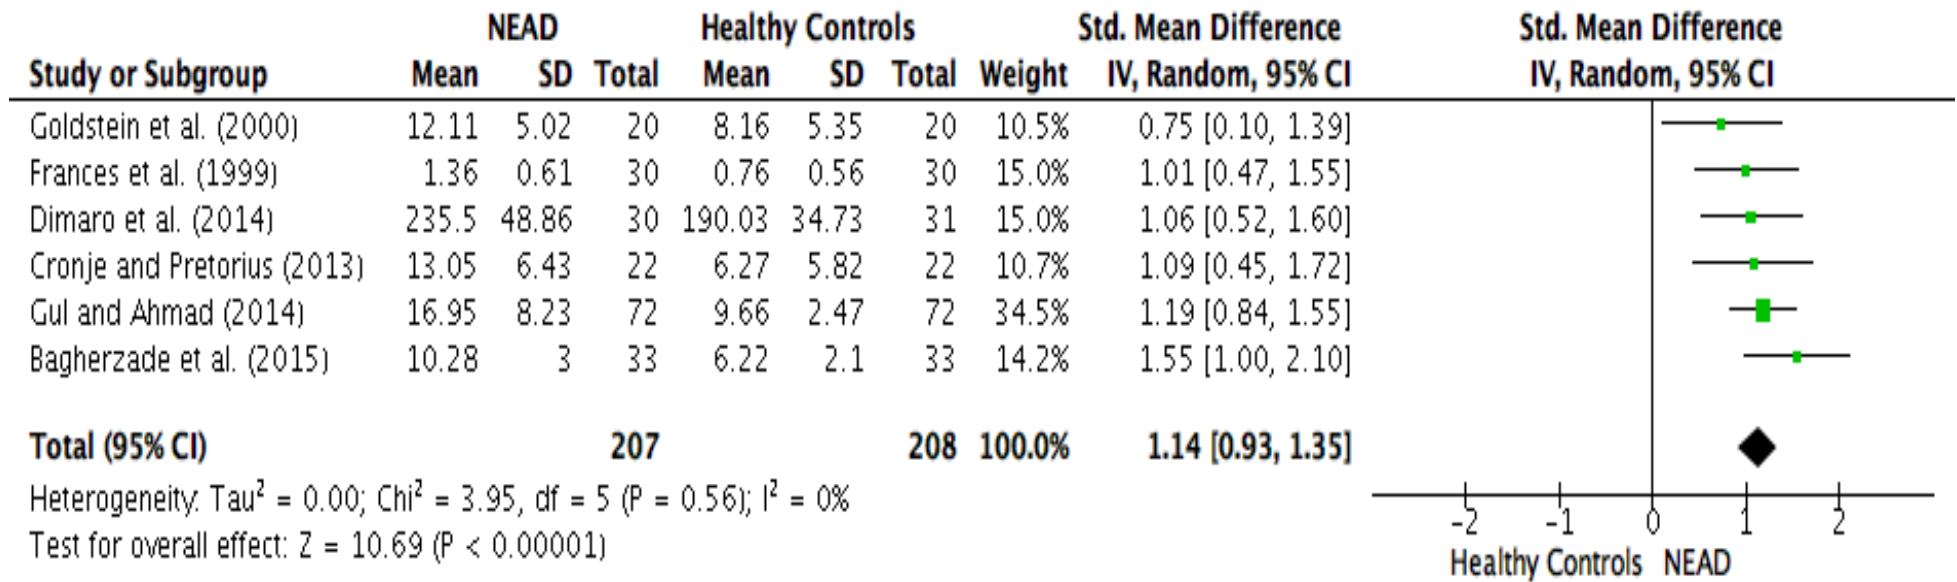 NEAD Healthy Controls Std. Mean Difference Std. Mean Difference
Study or Subgroup Mean SD Total Mean SD Total Weight IV, Random, 95% CI IV, Random, 95% CI
Goldstein et al. (2000) 12.11 5.02 20 8.16 5.35 20 10.5% 0.75 [0.10, 1.39]
Frances et al. (1999) 1.36 0.61 30 0.76 0.56 30 15.0% 1.01 [0.47, 1.55]
Dimaro et al. (2014) 235.5 48.86 30 190.03 34.73 31 15.0% 1.06 [0.52, 1.60]
Cronje and Pretorius (2013) 13.05 6.43 22 6.27 5.82 22 10.7% 1.09 [0.45, 1.72]
Gul and Ahmad (2014) 16.95 8.23 72 9.66 2.47 72 34.5% 1.19 [0.84, 1.55]
Bagherzade et al. (2015) 10.28 3 33 6.22 2.1 33 14.2% 1.55 [1.00, 2.10]
Total (95% CI) 207 208 100.0% 1.14 [0.93, 1.35]
Heterogeneity: Tau² = 0.00; Chi² = 3.95, df = 5 (P = 0.56); I² = 0%
Test for overall effect: Z = 10.69 (P < 0.00001)
-2 -1 0 1 2
Healthy Controls NEAD